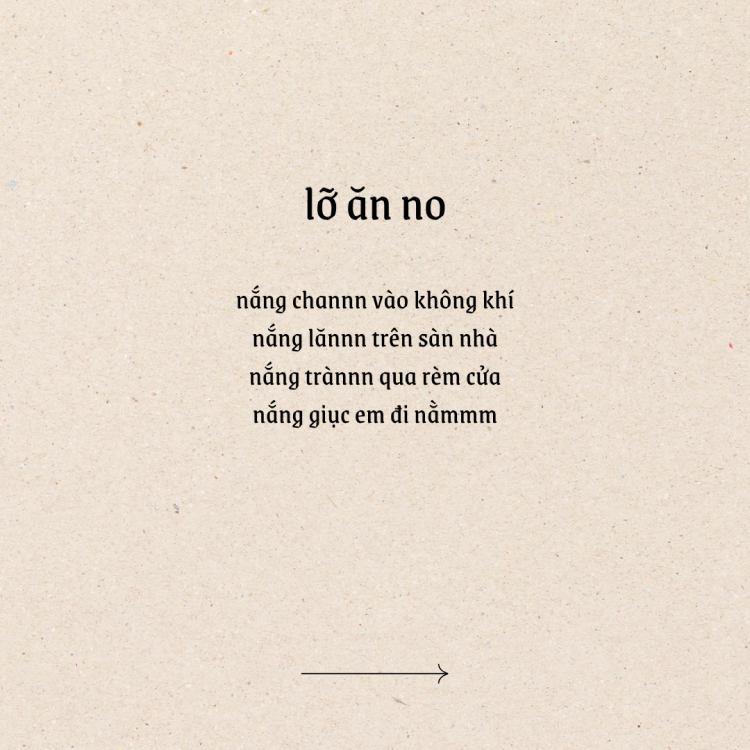 lỡ ăn no
nắng channn vào không khí
nắng lănnn trên sàn nhà
nắng trànnn qua rèm cửa
nắng giục em đi nằmmm